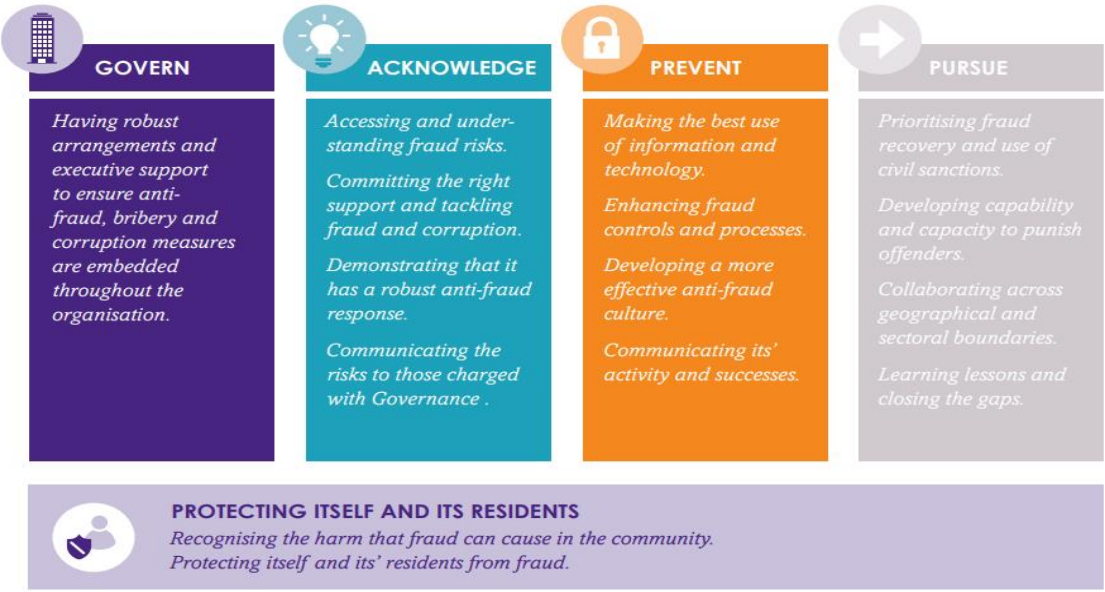 GOVERN
Having robust
arrangements and
executive support
to ensure anti-
fraud, bribery and
corruption measures
are embedded
throughout the
organisation.
ACKNOWLEDGE
Accessing and under-
standing fraud risks.
Committing the right
support and tackling
fraud and corruption.
Demonstrating that it
has a robust anti-fraud
response.
Communicating the
risks to those charged
with Governance .
PREVENT
Making the best use
of information and
technology.
Enhancing fraud
controls and processes.
Developing a more
effective anti-fraud
culture.
Communicating its’
activity and successes.
PURSUE
Prioritising fraud
recovery and use of
civil sanctions.
Developing capability
and capacity to punish
offenders.
Collaborating across
geographical and
sectoral boundaries.
Learning lessons and
closing the gaps.
PROTECTING ITSELF AND ITS RESIDENTS
Recognising the harm that fraud can cause in the community.
Protecting itself and its’ residents from fraud.